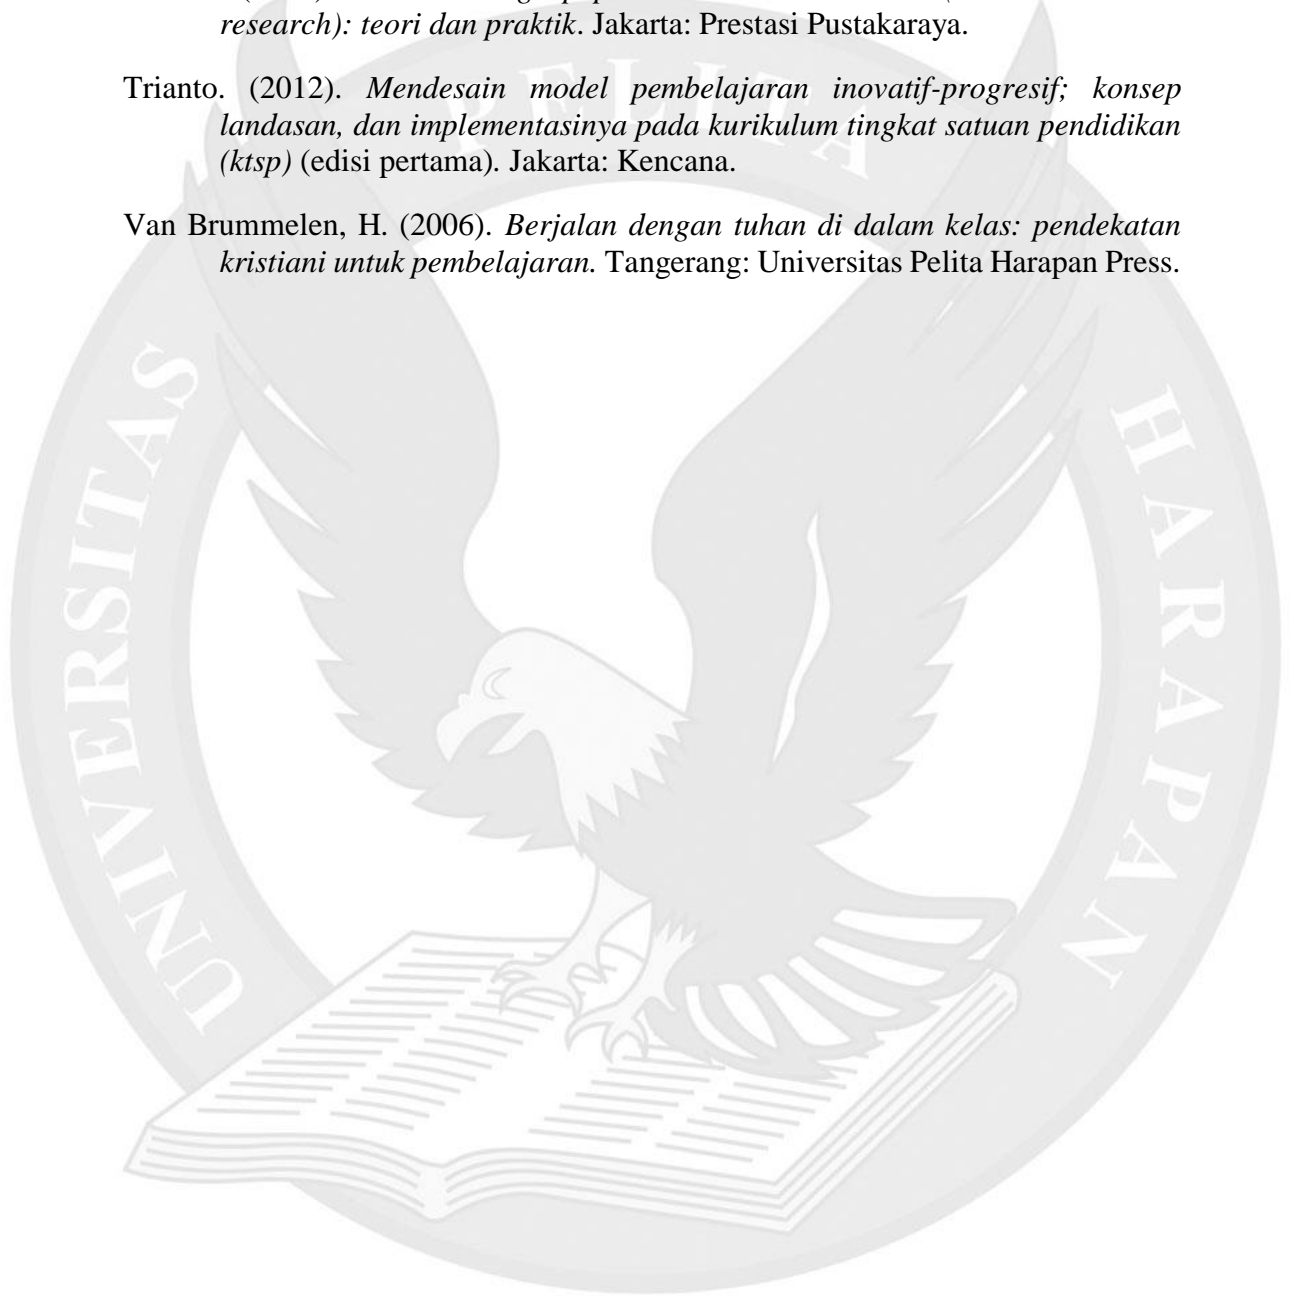 research): teori dan praktik. Jakarta: Prestasi Pustakaraya.
Trianto. (2012). Mendesain model pembelajaran inovatif-progresif; konsep
landasan, dan implementasinya pada kurikulum tingkat satuan pendidikan
(ktsp) (edisi pertama). Jakarta: Kencana.
Van Brummelen, H. (2006). Berjalan dengan tuhan di dalam kelas: pendekatan
kristiani untuk pembelajaran. Tangerang: Universitas Pelita Harapan Press.
UNIVERSITAS PELITA HARAPAN